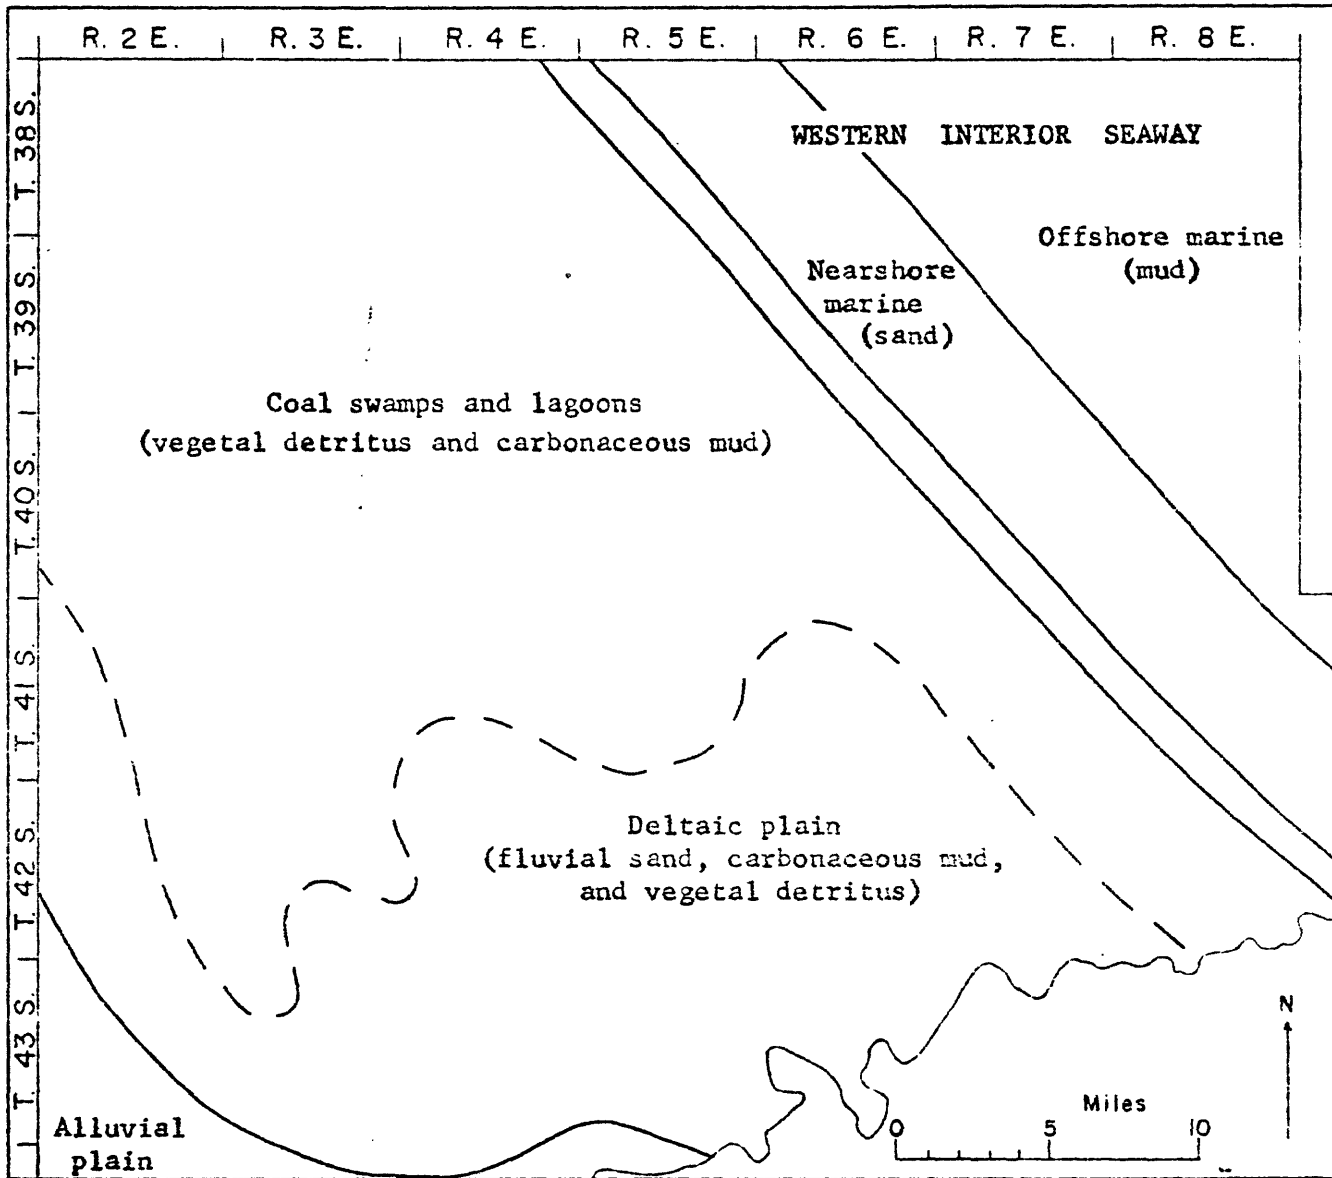 R. 2 E. R. 3 E. R. 4 E. R. 5 E. R. 6 E. R. 7 E. R. 8 E.
T. 38 S.
T. 39 S.
T. 40 S.
T. 41 S.
T. 42 S.
T. 43 S.
WESTERN INTERIOR SEAWAY
Offshore marine
(mud)
Nearshore
marine
(sand)
Coal swamps and lagoons
(vegetal detritus and carbonaceous mud)
Deltaic plain
(fluvial sand, carbonaceous mud,
and vegetal detritus)
Alluvial
plain
N
Miles
0 5 10